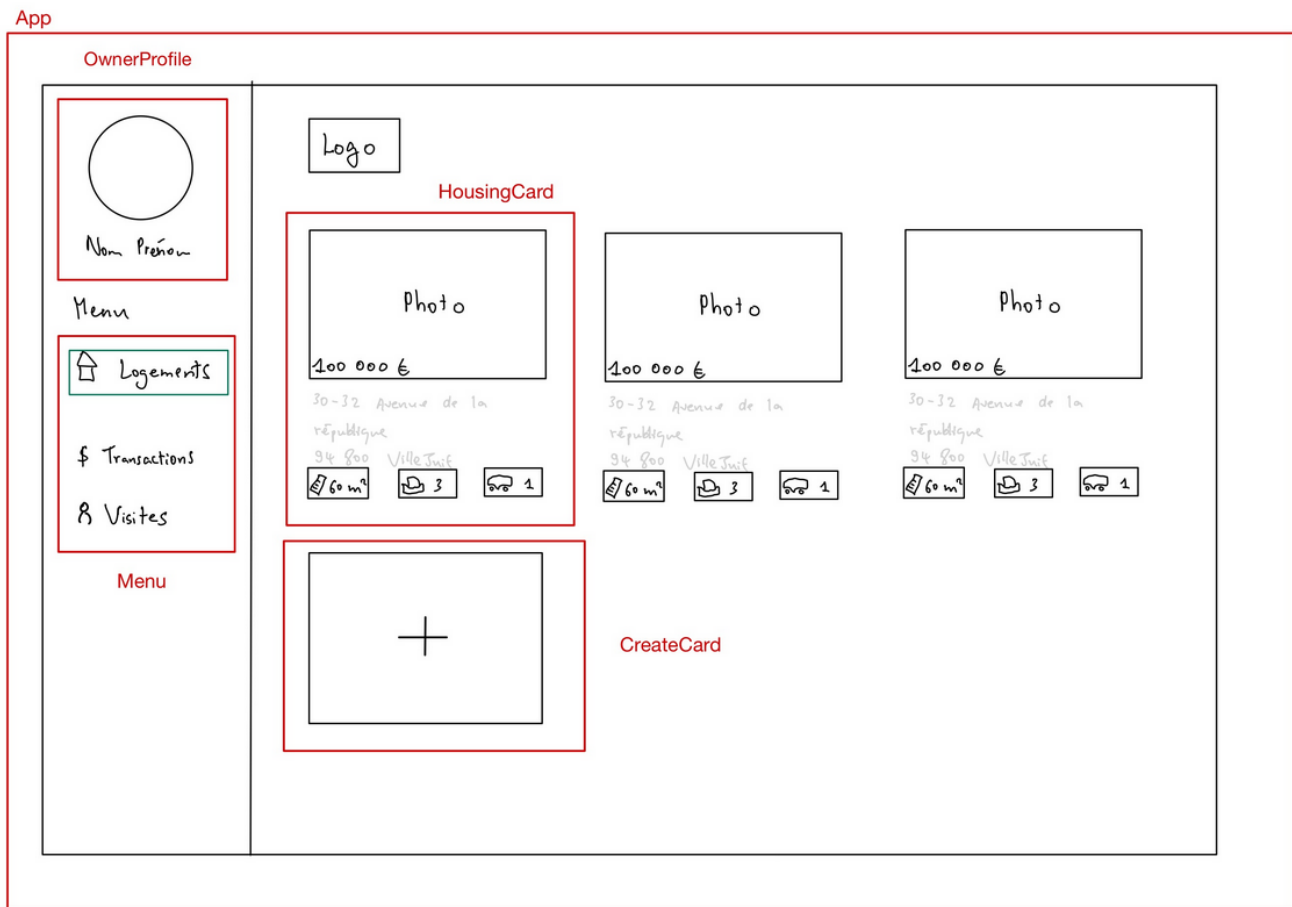 App
OwnerProfile
Nom Prénom
Menu
Logements
$ Transactions
Visites
Menu
Logo
HousingCard
Photo
100 000 €
30-32 Avenue de la
république
94 800 VilleJuif
60 m² 3 1
Photo
100 000 €
30-32 Avenue de la
république
94 800 VilleJuif
60 m² 3 1
Photo
100 000 €
30-32 Avenue de la
république
94 800 VilleJuif
60 m² 3 1
+
CreateCard